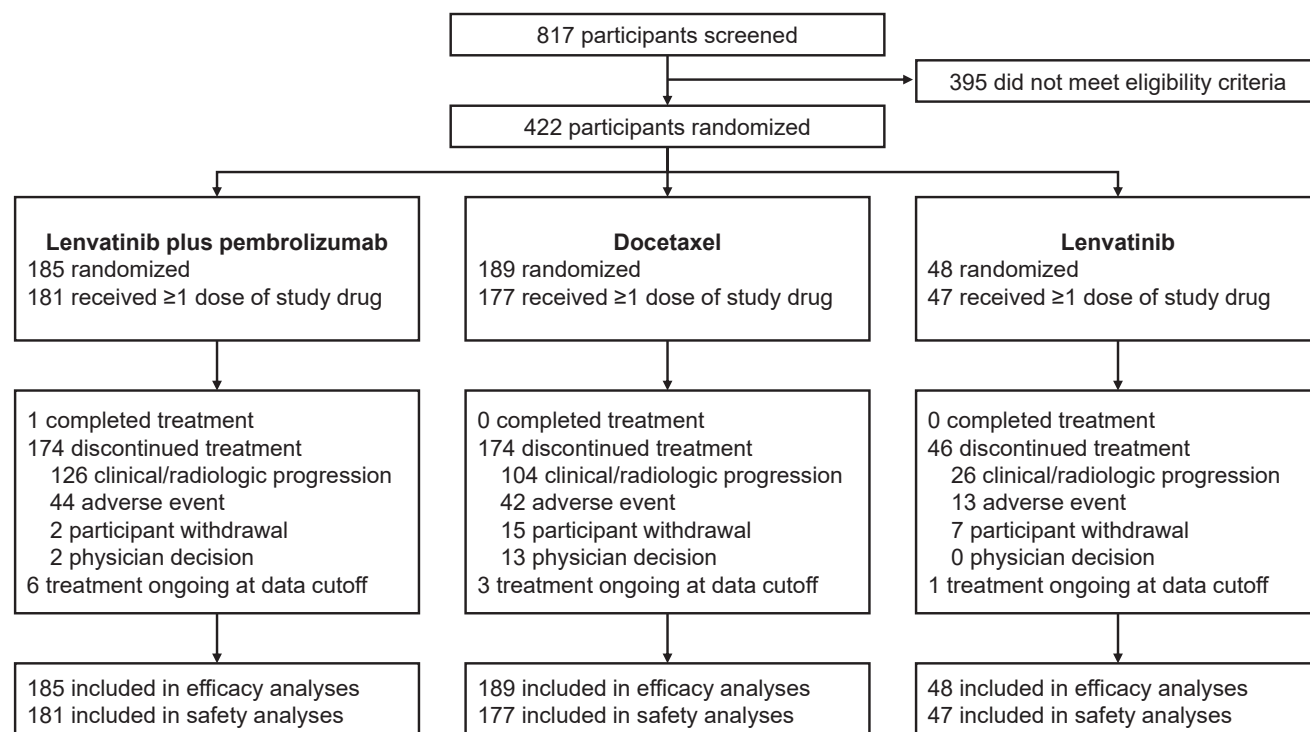 817 participants screened
395 did not meet eligibility criteria
422 participants randomized
Lenvatinib plus pembrolizumab
185 randomized
181 received ≥1 dose of study drug
Docetaxel
189 randomized
177 received ≥1 dose of study drug
Lenvatinib
48 randomized
47 received ≥1 dose of study drug
1 completed treatment
174 discontinued treatment
126 clinical/radiologic progression
44 adverse event
2 participant withdrawal
2 physician decision
6 treatment ongoing at data cutoff
0 completed treatment
174 discontinued treatment
104 clinical/radiologic progression
42 adverse event
15 participant withdrawal
13 physician decision
3 treatment ongoing at data cutoff
0 completed treatment
46 discontinued treatment
26 clinical/radiologic progression
13 adverse event
7 participant withdrawal
0 physician decision
1 treatment ongoing at data cutoff
185 included in efficacy analyses
181 included in safety analyses
189 included in efficacy analyses
177 included in safety analyses
48 included in efficacy analyses
47 included in safety analyses